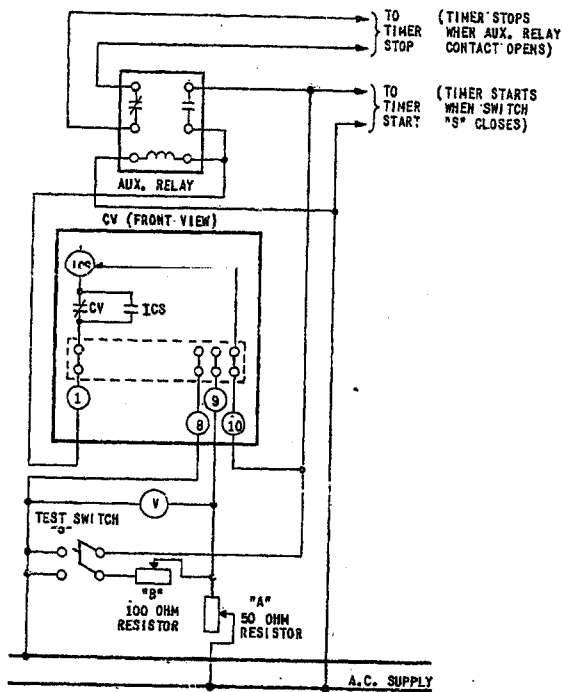 TO (TIMER STOPS
TIMER WHEN AUX. RELAY
STOP CONTACT OPENS)
TO (TIMER STARTS
TIMER WHEN SWITCH
START "S" CLOSES)
AUX. RELAY
CV (FRONT VIEW)
ICS
CV ICS
1
8
9
10
V
TEST SWITCH
"S"
"B"
100 OHM
RESISTOR
"A"
50 OHM
RESISTOR
A.C. SUPPLY